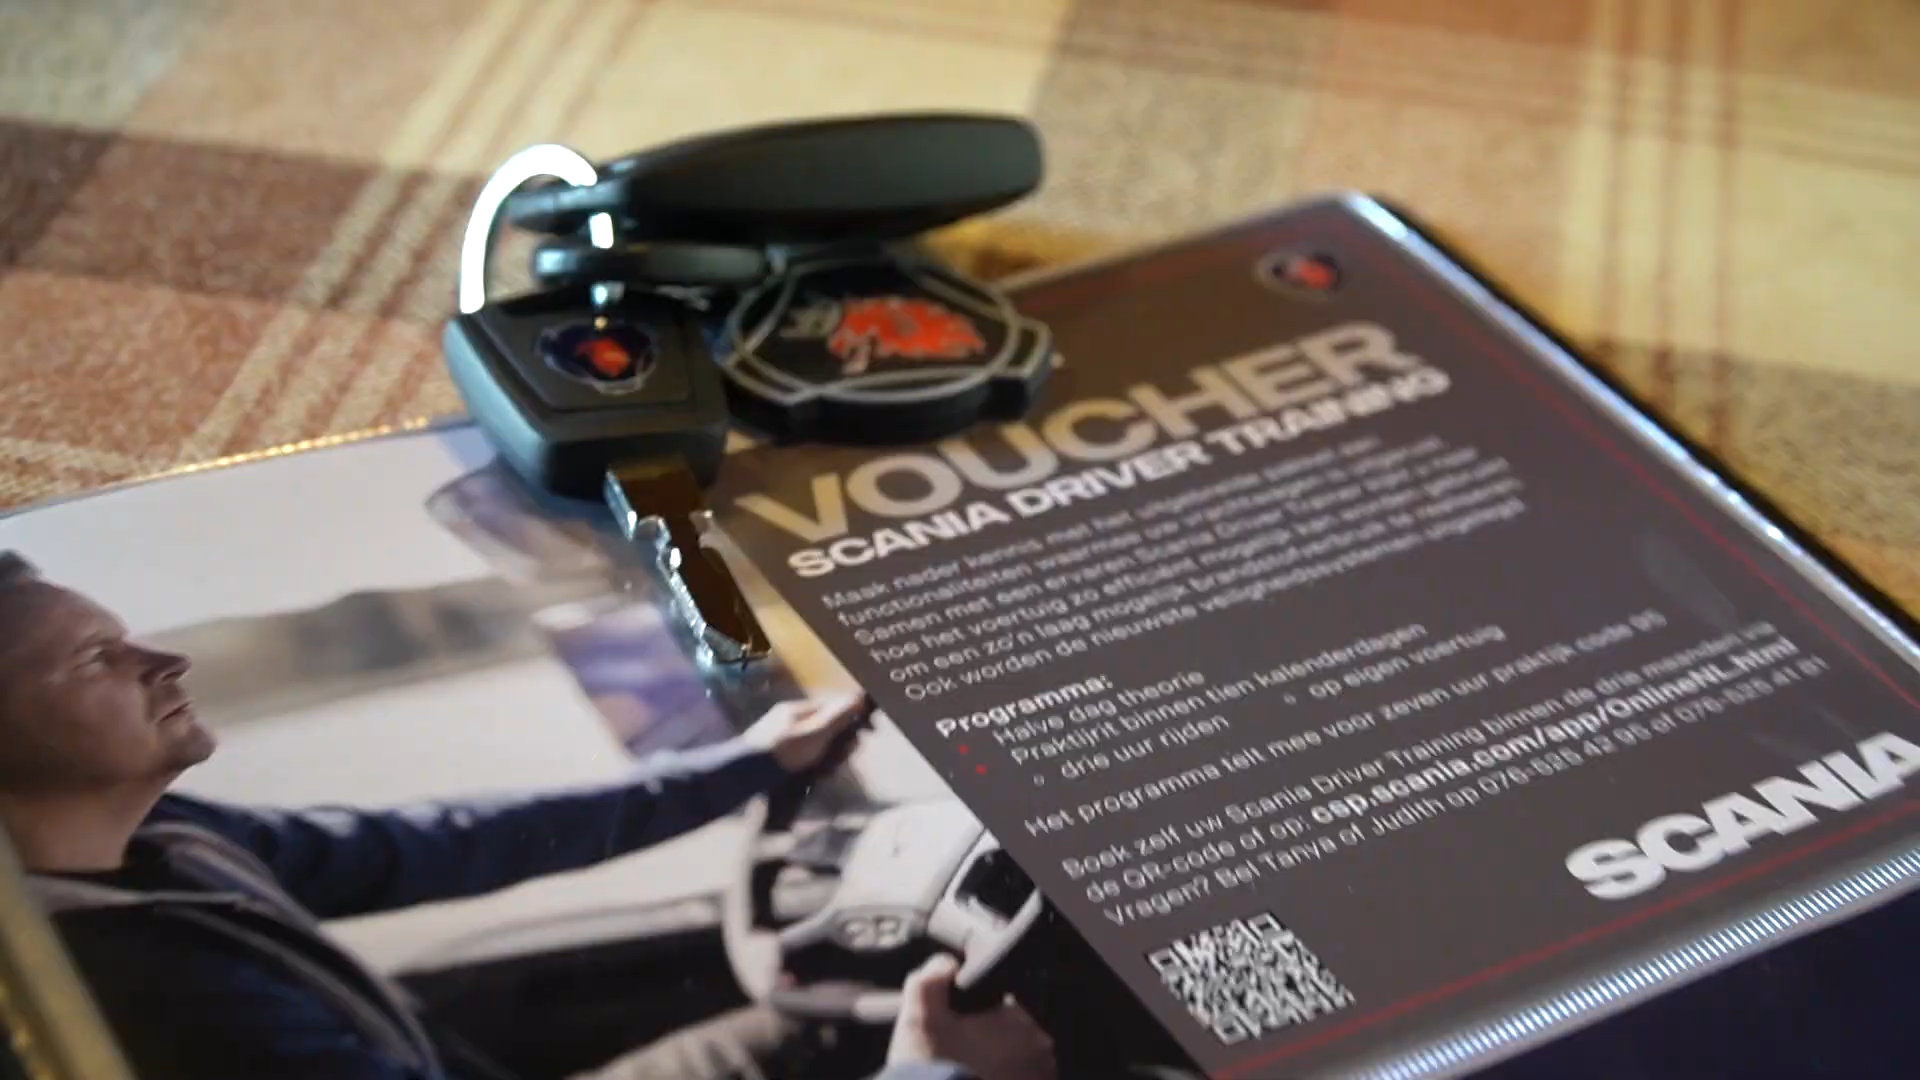 VOUCHER
SCANIA DRIVER TRAINING
Maak nader kennis met het uitgebreide pakket aan
functionaliteiten waarmee uw vrachtwagen is uitgerust.
Samen met een ervaren Scania Driver Trainer kijkt u naar
hoe het voertuig zo efficiënt mogelijk kan worden gebruikt
om een zo'n laag mogelijk brandstofverbruik te realiseren.
Ook worden de nieuwste veiligheidssystemen uitgelegd.
Programma:
Halve dag theorie
Praktijrit binnen tien kalenderdagen
drie uur rijden
op eigen voertuig
Het programma telt mee voor zeven uur praktijk code 95
Boek zelf uw Scania Driver Training binnen de drie maanden via
de QR-code of op: csp.scania.com/app/OnlineNL.html
Vragen? Bel Tanya of Judith op 076-525 42 95 of 076-525 41 81
SCANIA